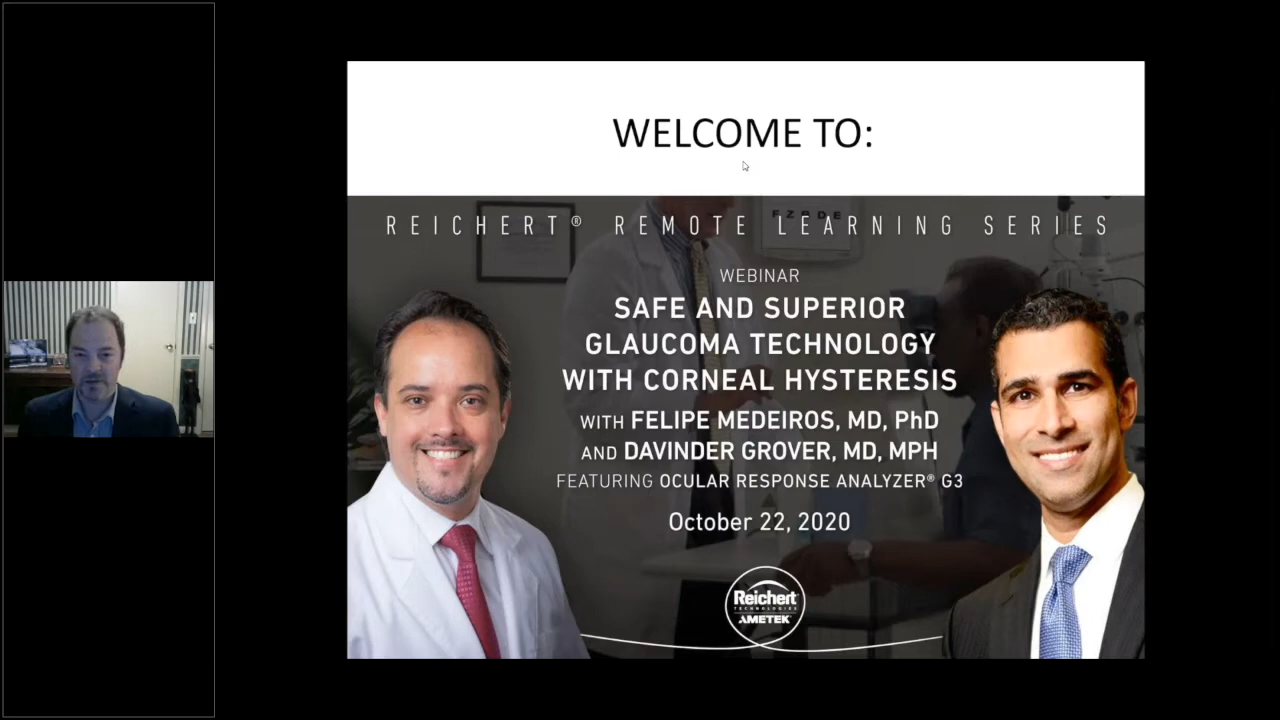 WELCOME TO:
REICHERT® REMOTE LEARNING SERIES
WEBINAR
SAFE AND SUPERIOR
GLAUCOMA TECHNOLOGY
WITH CORNEAL HYSTERESIS
WITH FELIPE MEDEIROS, MD, PhD
AND DAVINDER GROVER, MD, MPH
FEATURING OCULAR RESPONSE ANALYZER® G3
October 22, 2020
Reichert
TECHNOLOGIES
AMETEK